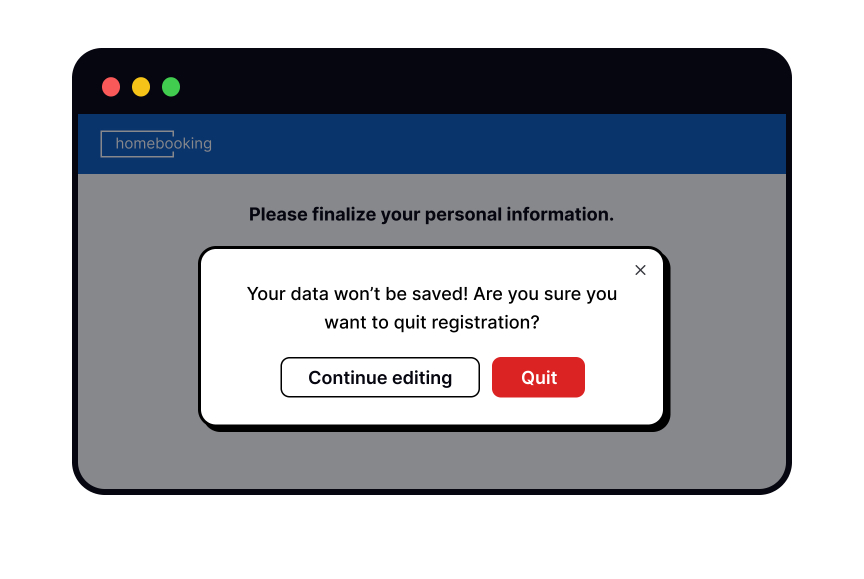 homebooking
Please finalize your personal information.
Your data won’t be saved! Are you sure you
want to quit registration?
Continue editing
Quit